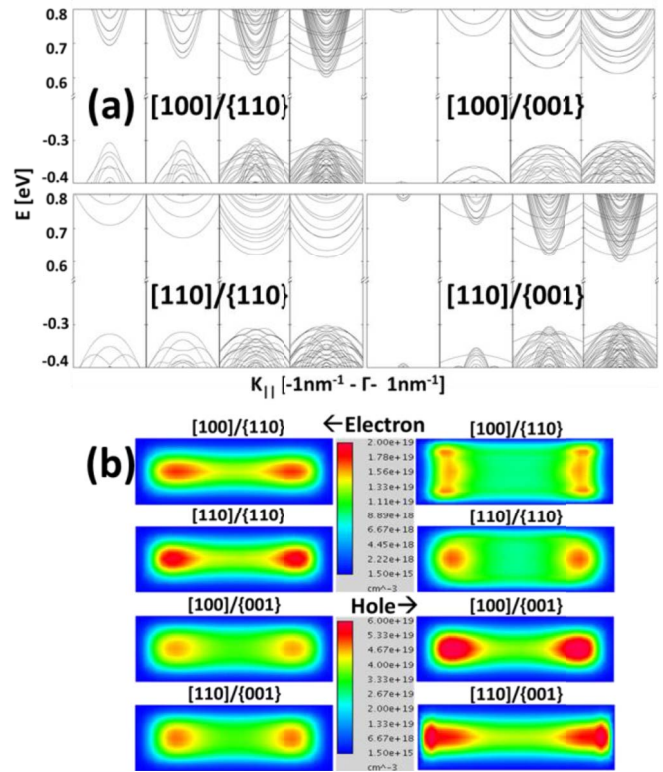 0.8
0.7
0.6
(a) [100]/{110} [100]/{001}
-0.3
-0.4
E [eV]
0.8
0.7
0.6
[110]/{110} [110]/{001}
-0.3
-0.4
K|| [-1nm⁻¹ - Γ- 1nm⁻¹]
(b)
←Electron
[100]/{110} [100]/{110}
2.00e+19
1.78e+19
1.56e+19
1.33e+19
1.11e+19
[110]/{110} [110]/{110}
8.89e+18
6.67e+18
4.45e+18
2.22e+18
1.50e+15
cm^-3
Hole→
[100]/{001} [100]/{001}
6.00e+19
5.33e+19
4.67e+19
4.00e+19
3.33e+19
[110]/{001} [110]/{001}
2.67e+19
2.00e+19
1.33e+19
6.67e+18
1.50e+15
cm^-3